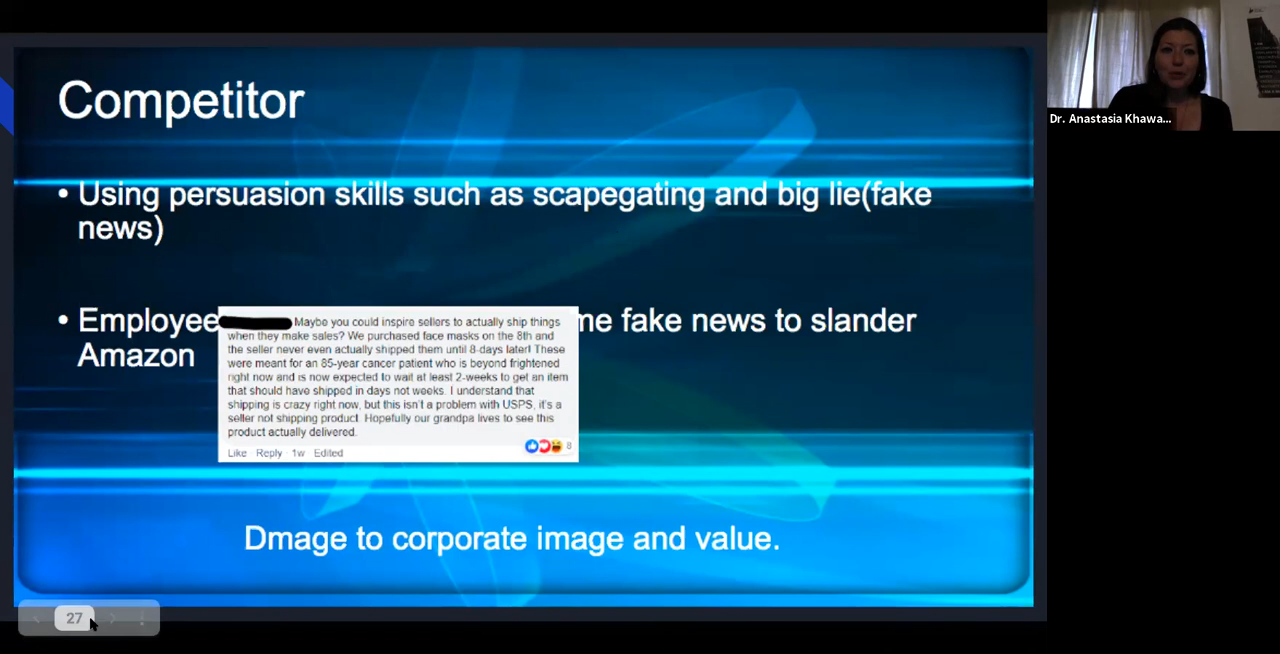 Competitor
• Using persuasion skills such as scapegating and big lie(fake
news)
• Employee
me fake news to slander
Amazon
Maybe you could inspire sellers to actually ship things
when they make sales? We purchased face masks on the 8th and
the seller never even actually shipped them until 8-days later! These
were meant for an 85-year cancer patient who is beyond frightened
right now and is now expected to wait at least 2-weeks to get an item
that should have shipped in days not weeks. I understand that
shipping is crazy right now, but this isn't a problem with USPS, it's a
seller not shipping product. Hopefully our grandpa lives to see this
product actually delivered.
Like Reply 1w Edited
8
Dmage to corporate image and value.
27
Dr. Anastasia Khawa...